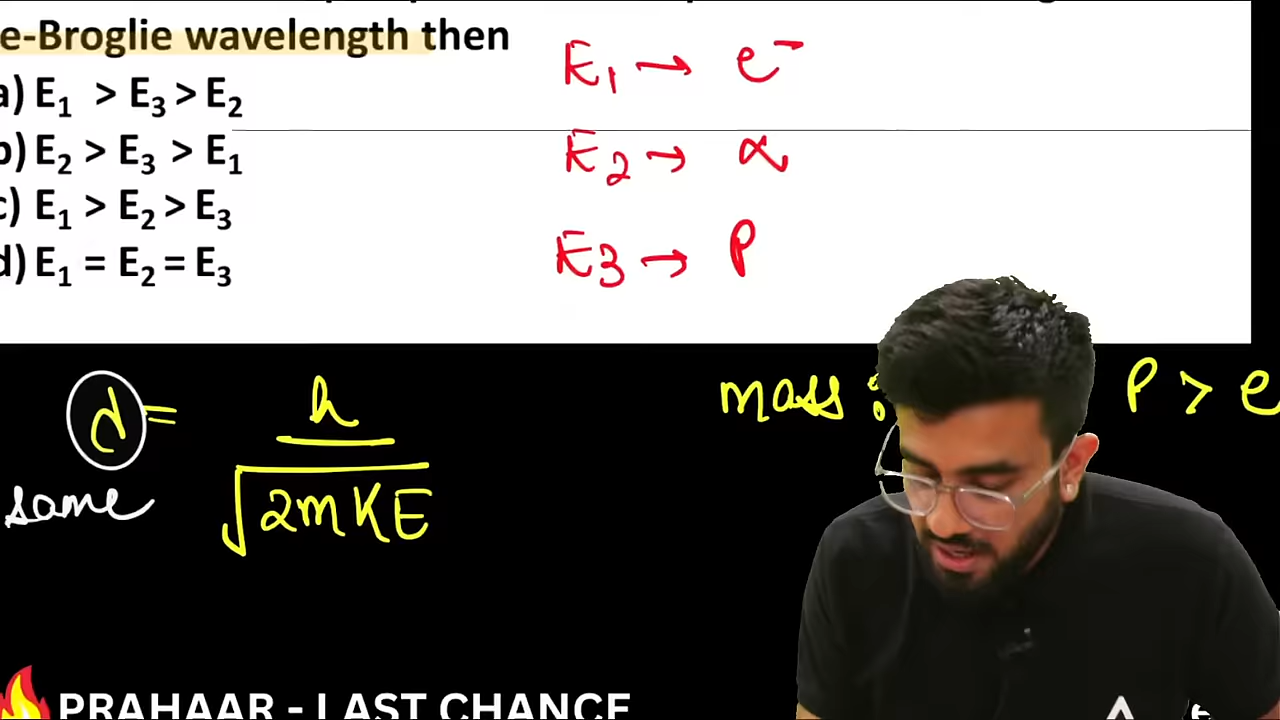 e-Broglie wavelength then
a) E₁ > E₃ > E₂
b) E₂ > E₃ > E₁
c) E₁ > E₂ > E₃
d) E₁ = E₂ = E₃
E₁ → e⁻
E₂ → α
E₃ → P
λ = h / √2mKE
same
mass : P > e
PRAHAAR - LAST CHANCE